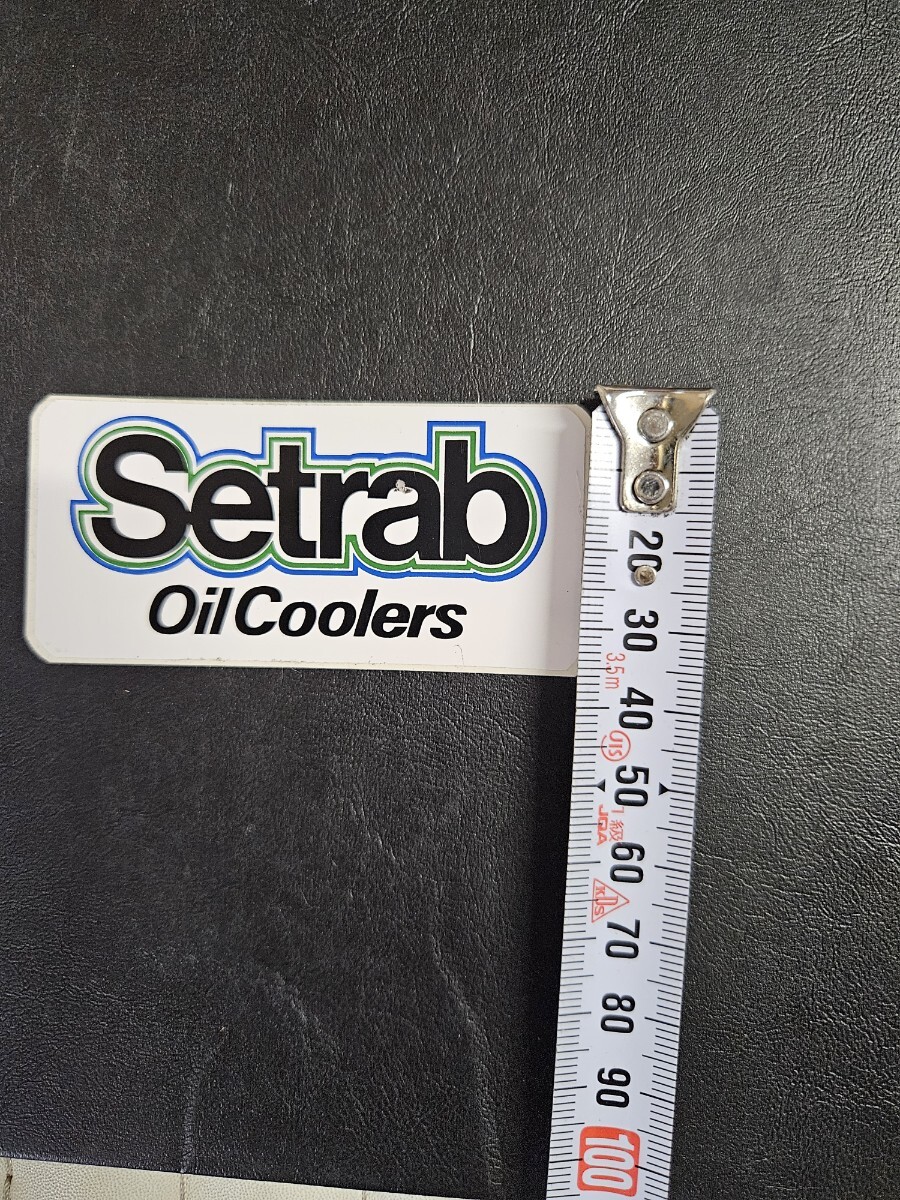 Setrab
Oil Coolers
20
30
3.5m
40
JIS
50
1級
JQA
60
KDS
70
80
90
100